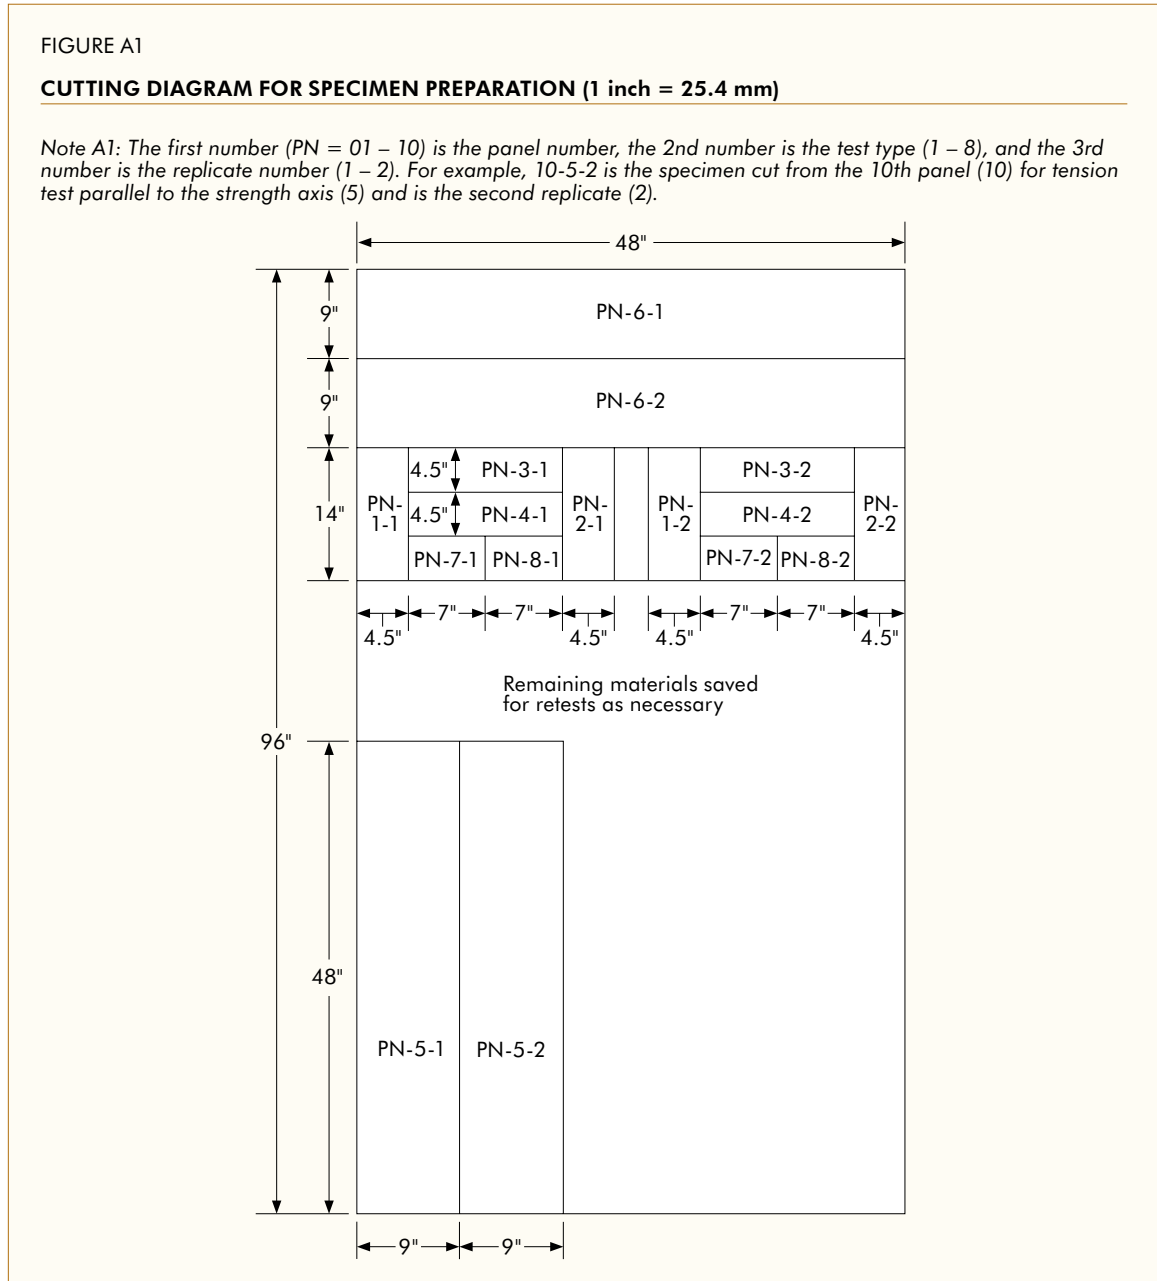 FIGURE A1
CUTTING DIAGRAM FOR SPECIMEN PREPARATION (1 inch = 25.4 mm)
Note A1: The first number (PN = 01 – 10) is the panel number, the 2nd number is the test type (1 – 8), and the 3rd
number is the replicate number (1 – 2). For example, 10-5-2 is the specimen cut from the 10th panel (10) for tension
test parallel to the strength axis (5) and is the second replicate (2).
48"
9"
PN-6-1
9"
PN-6-2
14"
PN-
1-1
4.5"
PN-3-1
4.5"
PN-4-1
PN-7-1
PN-8-1
PN-
2-1
PN-
1-2
PN-3-2
PN-4-2
PN-7-2
PN-8-2
PN-
2-2
7"
7"
7"
7"
4.5"
4.5"
4.5"
4.5"
Remaining materials saved
for retests as necessary
96"
48"
PN-5-1
PN-5-2
9"
9"